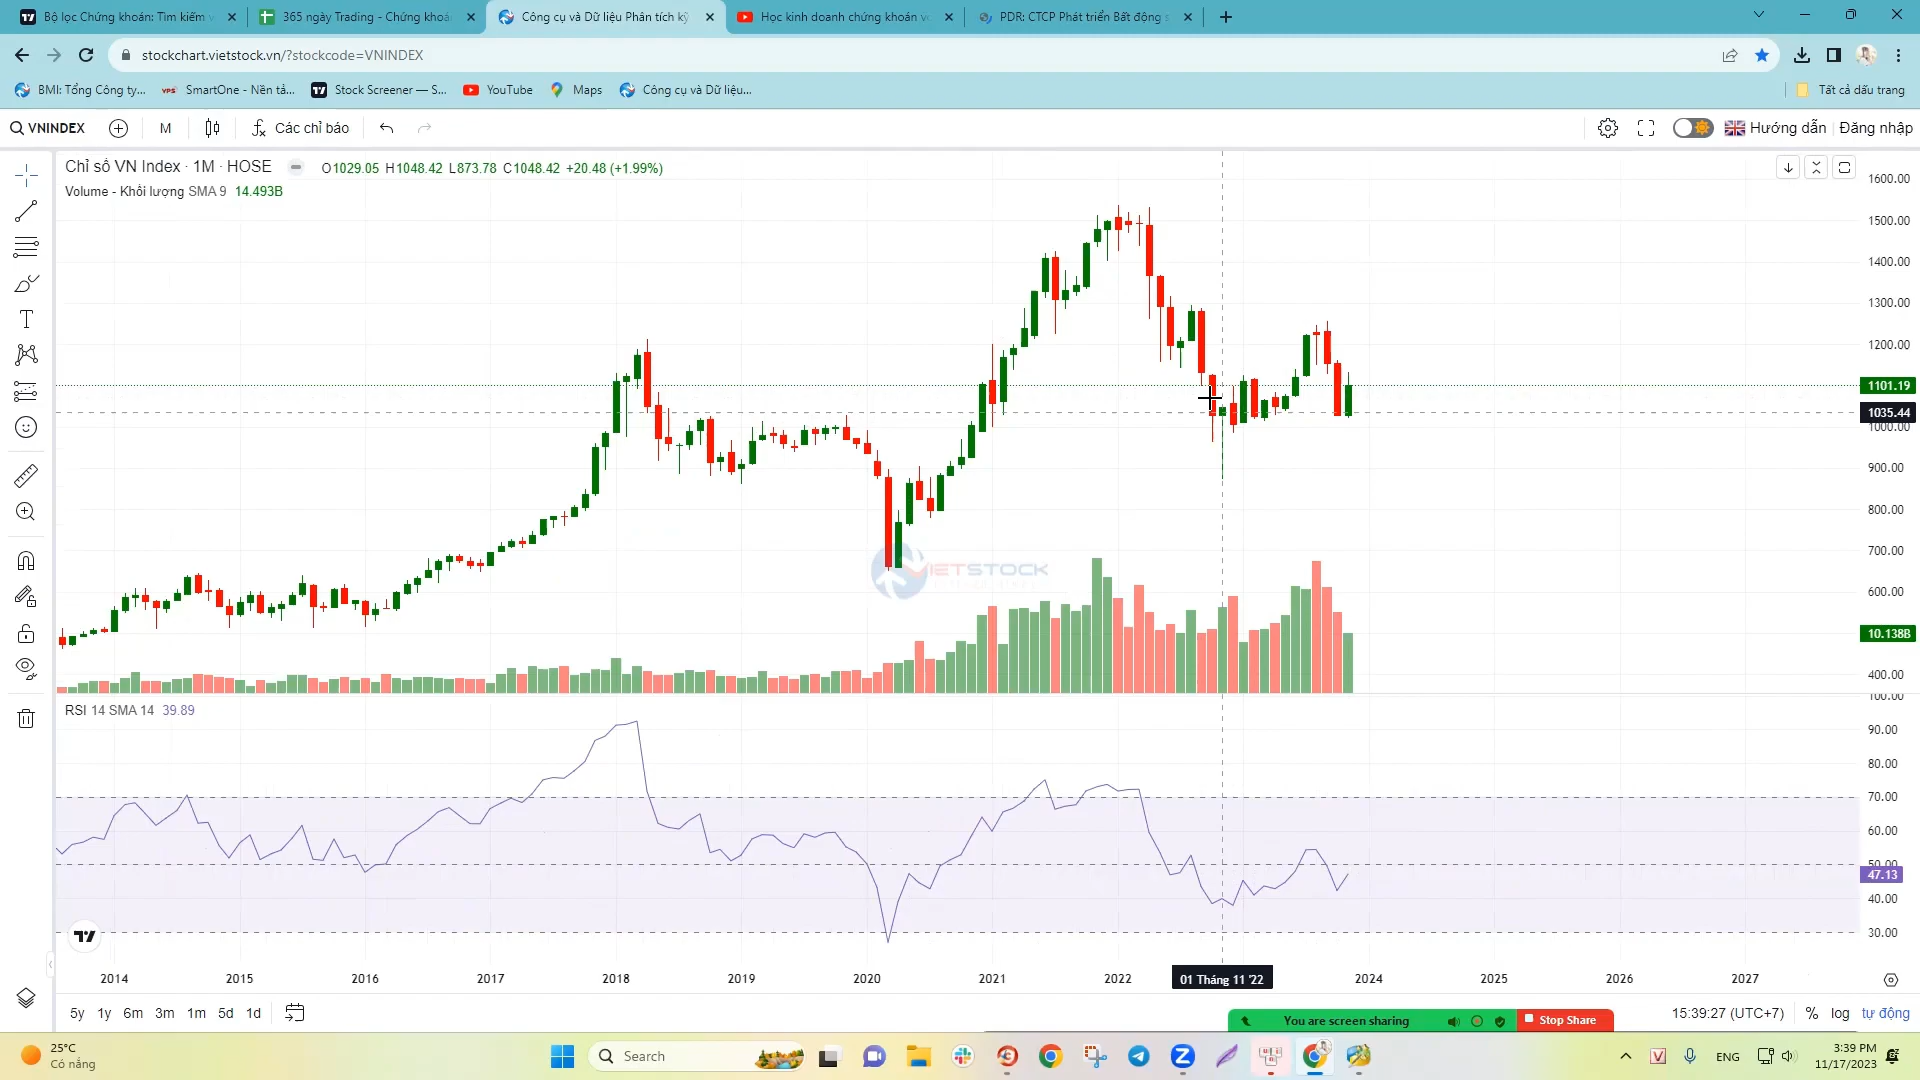 Bộ lọc Chứng khoán: Tìm kiếm v
365 ngày Trading - Chứng khoá
Công cụ và Dữ liệu Phân tích kỹ
Học kinh doanh chứng khoán v
PDR: CTCP Phát triển Bất động s
stockchart.vietstock.vn/?stockcode=VNINDEX
BMI: Tổng Công ty...
SmartOne - Nền tả...
Stock Screener — S...
YouTube
Maps
Công cụ và Dữ liệu...
Tất cả dấu trang
VNINDEX
M
Các chỉ báo
Hướng dẫn
Đăng nhập
Chỉ số VN Index · 1M · HOSE
O1029.05 H1048.42 L873.78 C1048.42 +20.48 (+1.99%)
Volume - Khối lượng SMA 9 14.493B
1600.00
1500.00
1400.00
1300.00
1200.00
1101.19
1035.44
1000.00
900.00
800.00
700.00
600.00
10.138B
400.00
VIETSTOCK
RSI 14 SMA 14 39.89
100.00
90.00
80.00
70.00
60.00
50.00
47.13
40.00
30.00
2014 2015 2016 2017 2018 2019 2020 2021 2022 01 Tháng 11 '22 2024 2025 2026 2027
5y 1y 6m 3m 1m 5d 1d
You are screen sharing
Stop Share
15:39:27 (UTC+7)
% log tự động
25°C
Có nắng
Search
ENG
3:39 PM
11/17/2023